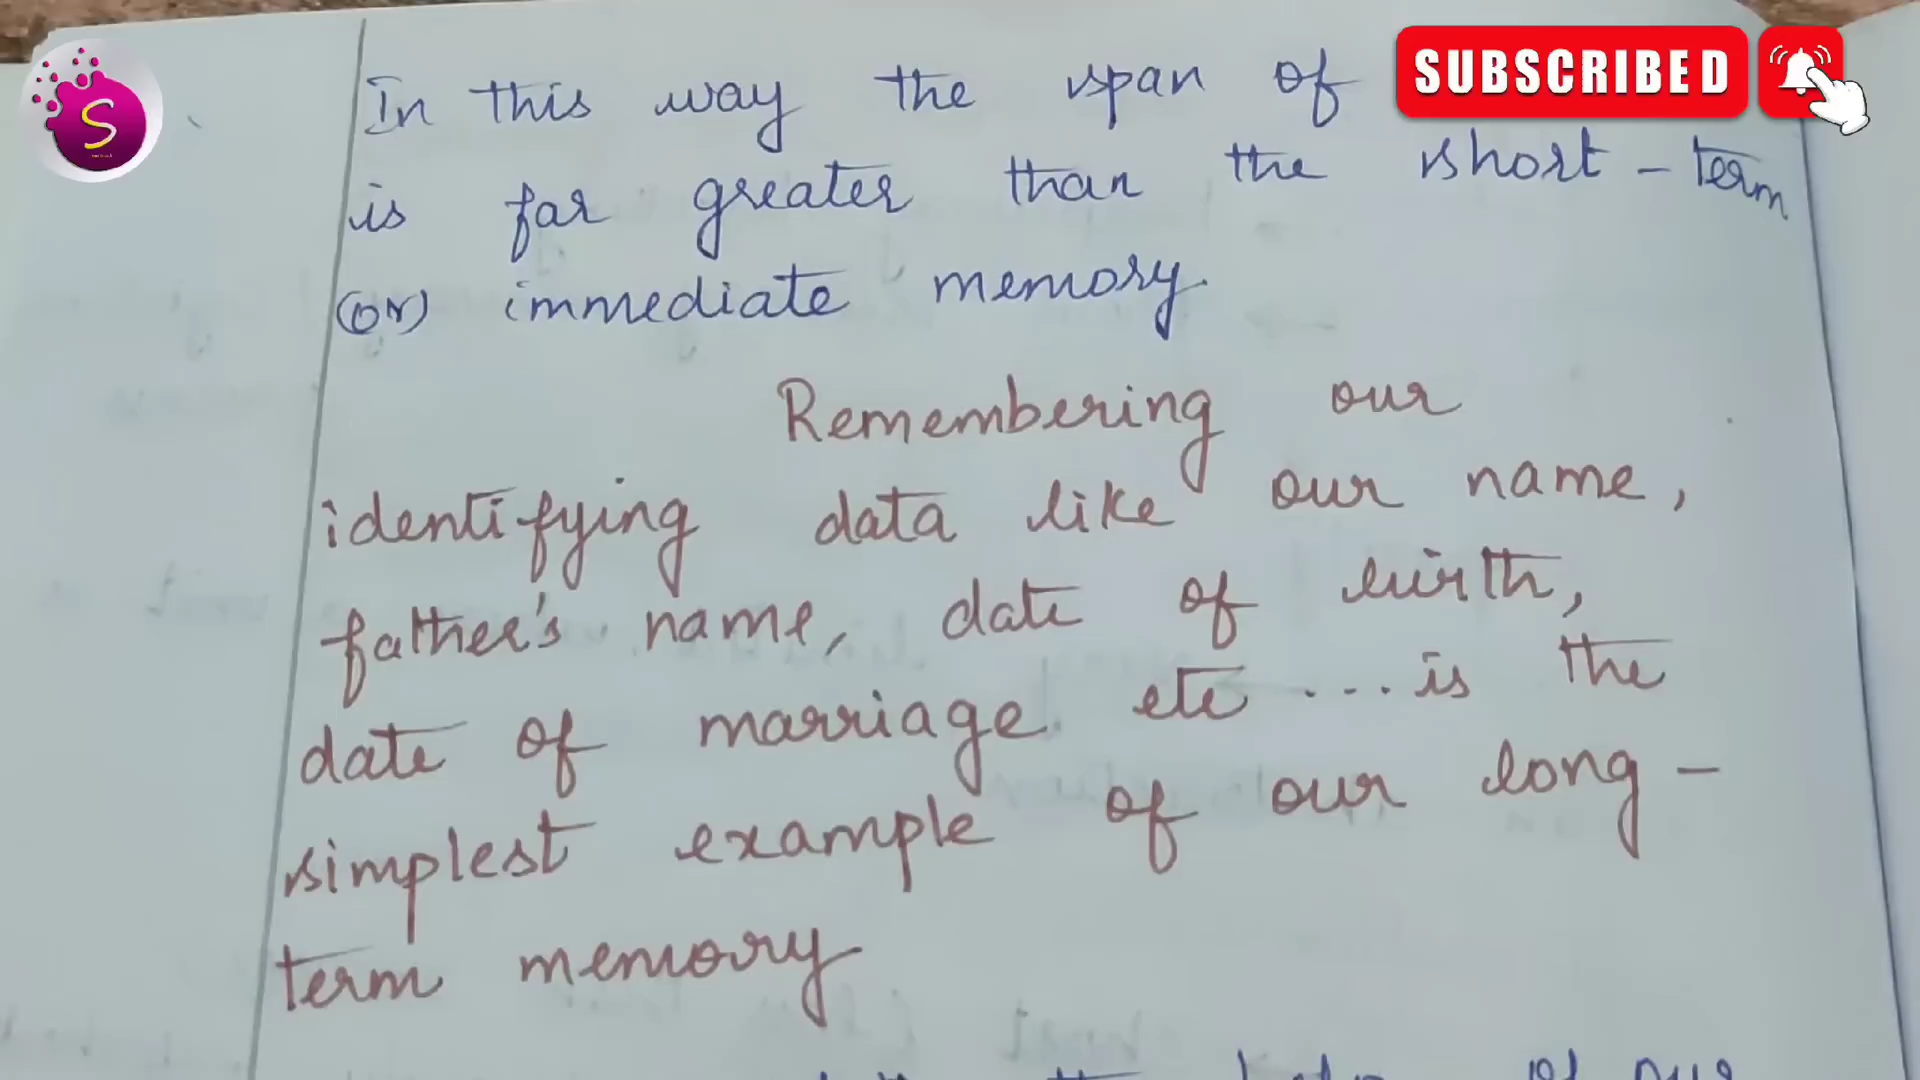 S
SUBSCRIBED
In this way the span of
is far greater than the short-term
(or) immediate memory.
Remembering our
identifying data like our name,
father's name, date of birth,
date of marriage etc ... is the
simplest example of our long-
term memory
of our